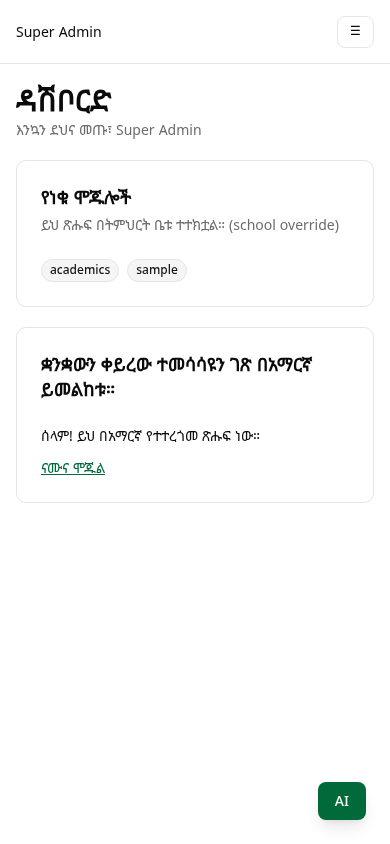 Super Admin
☰
ዳሽቦርድ
እንኳን ደህና መጡ፣ Super Admin
የነቁ ሞጁሎች
ይህ ጽሑፍ በትምህርት ቤቱ ተተክቷል። (school override)
academics sample
ቋንቋውን ቀይረው ተመሳሳዩን ገጽ በአማርኛ
ይመልከቱ።
ሰላም! ይህ በአማርኛ የተተረጎመ ጽሑፍ ነው።
ናሙና ሞጁል
AI